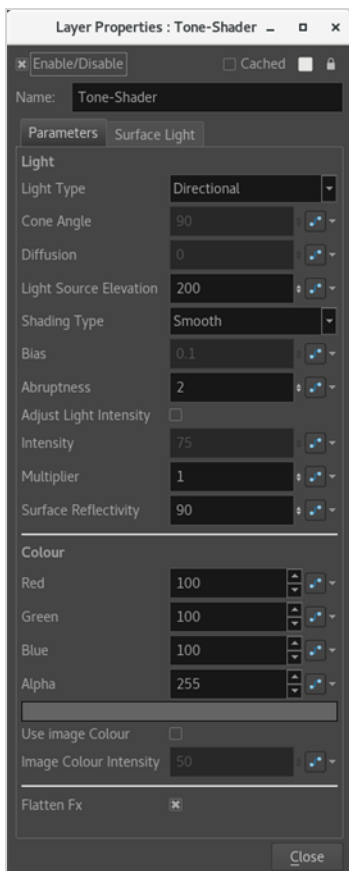 Layer Properties : Tone-Shader
Enable/Disable Cached
Name: Tone-Shader
Parameters Surface Light
Light
Light Type Directional
Cone Angle 90
Diffusion 0
Light Source Elevation 200
Shading Type Smooth
Bias 0.1
Abruptness 2
Adjust Light Intensity
Intensity 75
Multiplier 1
Surface Reflectivity 90
Colour
Red 100
Green 100
Blue 100
Alpha 255
Use image Colour
Image Colour Intensity 50
Flatten Fx
Close